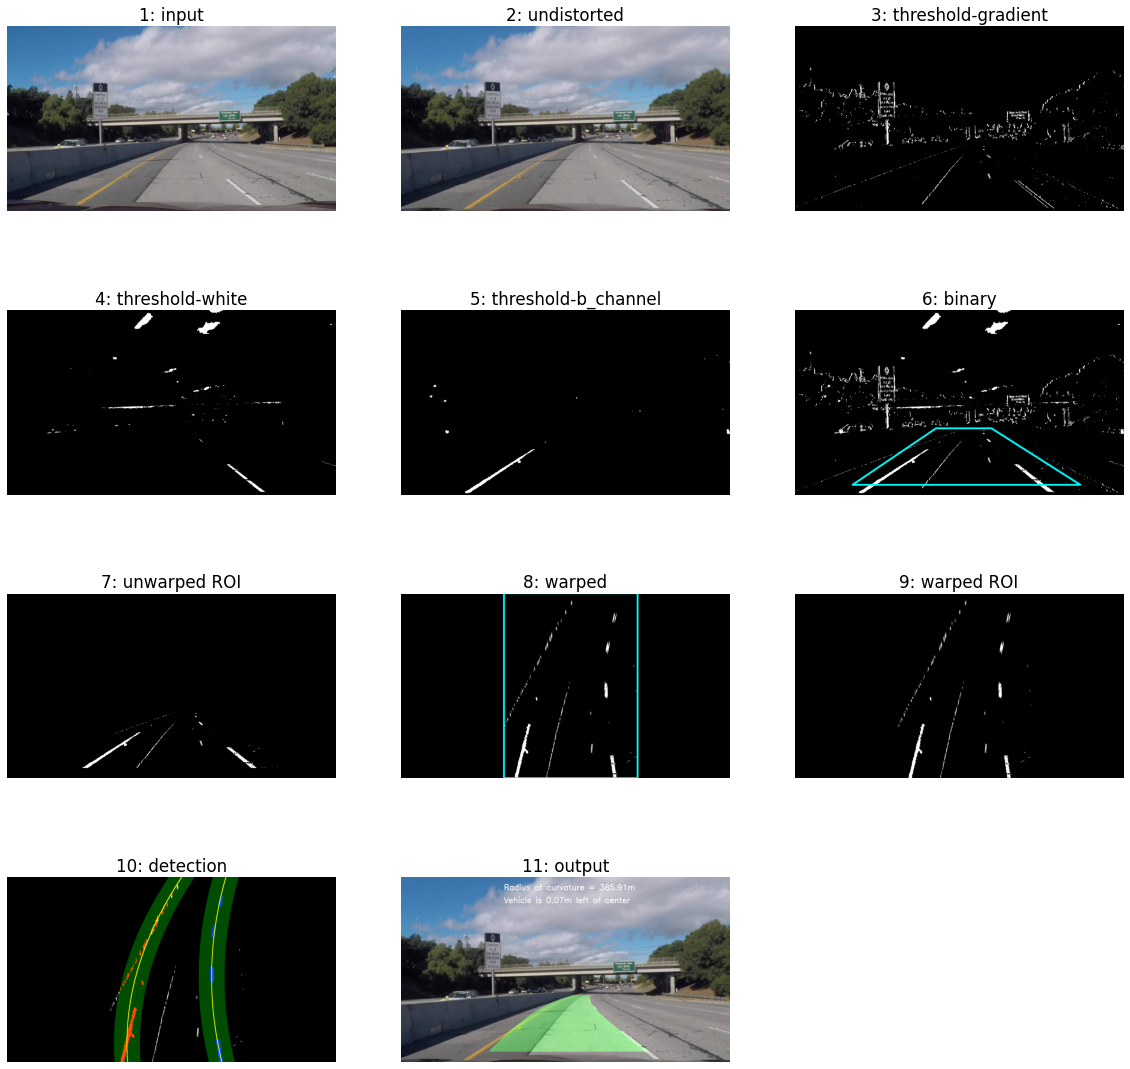 1: input
2: undistorted
3: threshold-gradient
4: threshold-white
5: threshold-b_channel
6: binary
7: unwarped ROI
8: warped
9: warped ROI
10: detection
11: output
Radius of curvature = 385.91m
Vehicle is 0.07m left of center